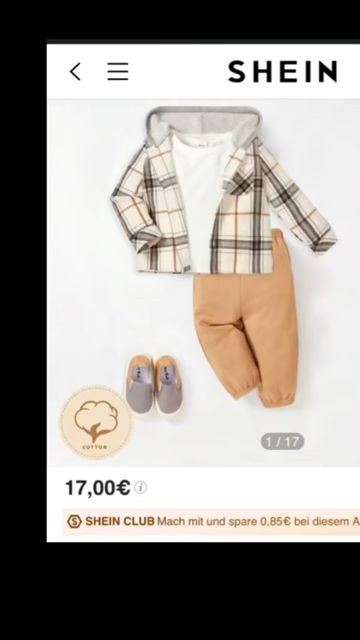 SHEIN
COTTON
1 / 17
17,00€
S SHEIN CLUB Mach mit und spare 0,85€ bei diesem A